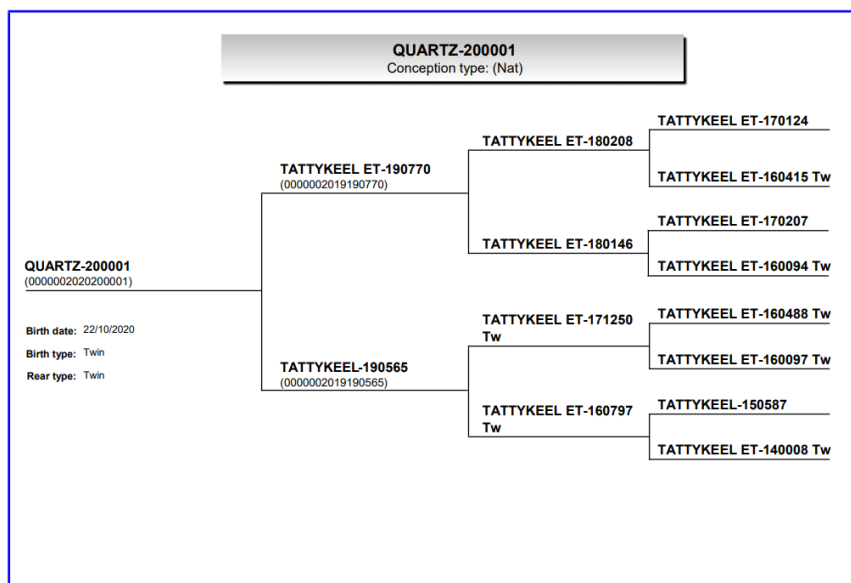 QUARTZ-200001
Conception type: (Nat)
TATTYKEEL ET-170124
TATTYKEEL ET-180208
TATTYKEEL ET-190770
(0000002019190770)
TATTYKEEL ET-160415 Tw
TATTYKEEL ET-170207
TATTYKEEL ET-180146
QUARTZ-200001
(0000002020200001)
TATTYKEEL ET-160094 Tw
Birth date: 22/10/2020
Birth type: Twin
Rear type: Twin
TATTYKEEL ET-171250
Tw
TATTYKEEL ET-160488 Tw
TATTYKEEL-190565
(0000002019190565)
TATTYKEEL ET-160097 Tw
TATTYKEEL ET-160797
Tw
TATTYKEEL-150587
TATTYKEEL ET-140008 Tw